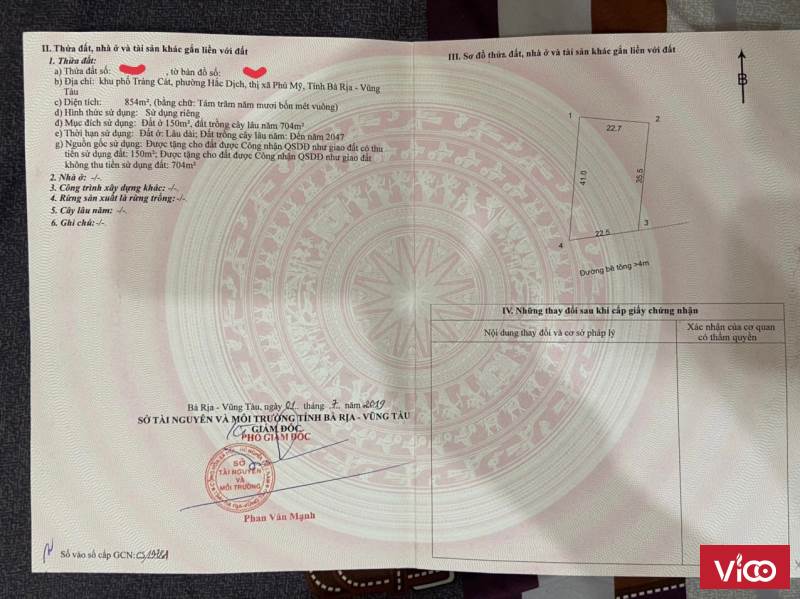 II. Thửa đất, nhà ở và tài sản khác gắn liền với đất
1. Thửa đất:
a) Thửa đất số: , tờ bản đồ số:
b) Địa chỉ: khu phố Trảng Cát, phường Hắc Dịch, thị xã Phú Mỹ, Tỉnh Bà Rịa - Vũng
Tàu
c) Diện tích: 854m², (bằng chữ: Tám trăm năm mươi bốn mét vuông)
d) Hình thức sử dụng: Sử dụng riêng
đ) Mục đích sử dụng: Đất ở 150m², đất trồng cây lâu năm 704m²
e) Thời hạn sử dụng: Đất ở: Lâu dài; Đất trồng cây lâu năm: Đến năm 2047
g) Nguồn gốc sử dụng: Được tặng cho đất được Công nhận QSDĐ như giao đất có thu
tiền sử dụng đất: 150m²; Được tặng cho đất được Công nhận QSDĐ như giao đất
không thu tiền sử dụng đất: 704m²
2. Nhà ở: -/-
3. Công trình xây dựng khác: -/-
4. Rừng sản xuất là rừng trồng: -/-
5. Cây lâu năm: -/-
6. Ghi chú: -/-
Bà Rịa - Vũng Tàu, ngày 01 tháng 7 năm 2019
SỞ TÀI NGUYÊN VÀ MÔI TRƯỜNG TỈNH BÀ RỊA - VŨNG TÀU
GIÁM ĐỐC
PHÓ GIÁM ĐỐC
SỞ
TÀI NGUYÊN
VÀ
MÔI TRƯỜNG
Phan Văn Mạnh
Số vào sổ cấp GCN:
III. Sơ đồ thửa đất, nhà ở và tài sản khác gắn liền với đất
B
1
2
22.7
41.0
35.5
3
22.5
4
Đường bê tông >4m
IV. Những thay đổi sau khi cấp giấy chứng nhận
Nội dung thay đổi và cơ sở pháp lý
Xác nhận của cơ quan
có thẩm quyền
Vico